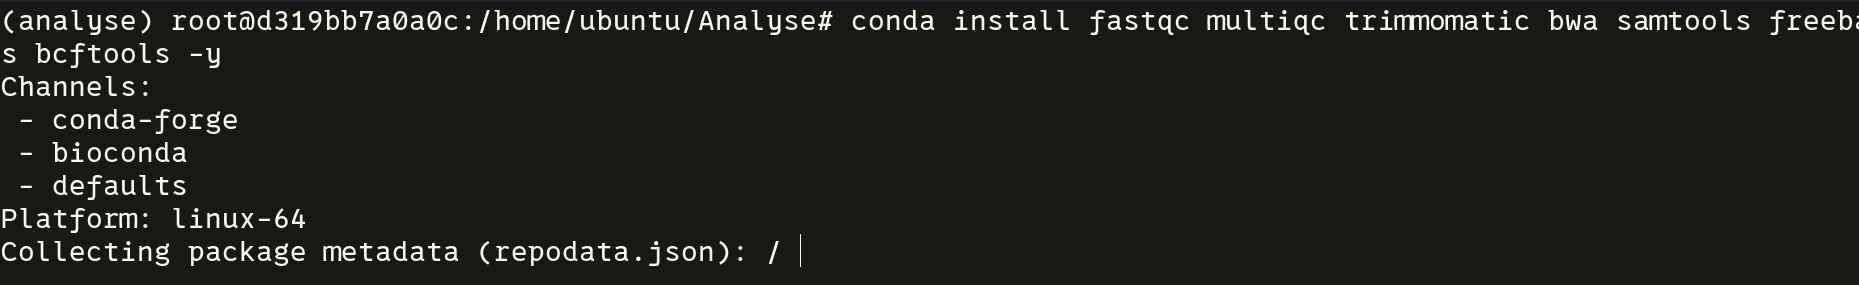 (analyse) root@d319bb7a0a0c:/home/ubuntu/Analyse# conda install fastqc multiqc trimmomatic bwa samtools freeba
s bcftools -y
Channels:
 - conda-forge
 - bioconda
 - defaults
Platform: linux-64
Collecting package metadata (repodata.json): /